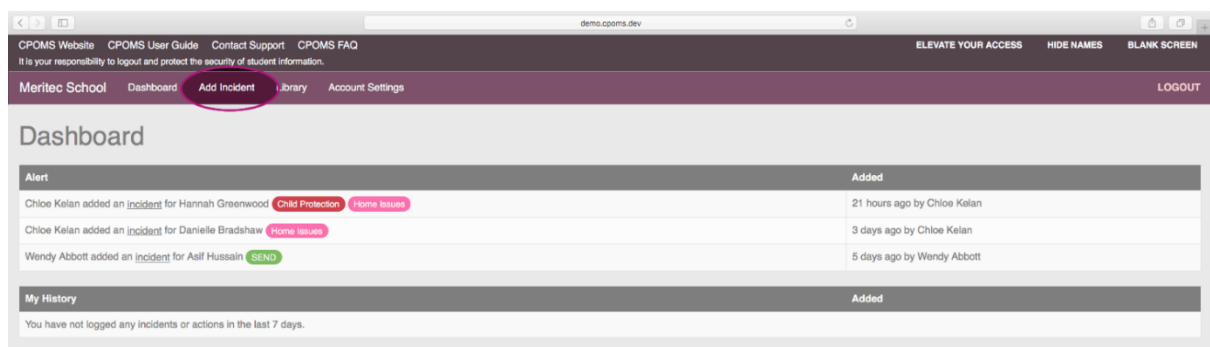 demo.cpoms.dev
CPOMS Website CPOMS User Guide Contact Support CPOMS FAQ ELEVATE YOUR ACCESS HIDE NAMES BLANK SCREEN
It is your responsibility to logout and protect the security of student information.
Meritec School Dashboard Add Incident Library Account Settings LOGOUT
Dashboard
Alert Added
Chloe Kelan added an incident for Hannah Greenwood Child Protection Home Issues 21 hours ago by Chloe Kelan
Chloe Kelan added an incident for Danielle Bradshaw Home Issues 3 days ago by Chloe Kelan
Wendy Abbott added an incident for Asif Hussain SEND 5 days ago by Wendy Abbott
My History Added
You have not logged any incidents or actions in the last 7 days.